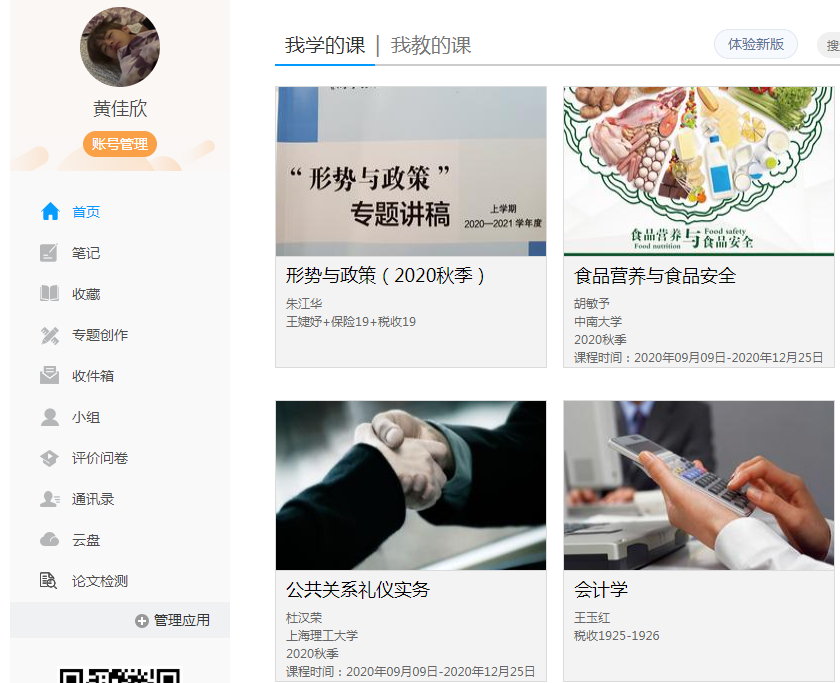 黄佳欣
账号管理
首页
笔记
收藏
专题创作
收件箱
小组
评价问卷
通讯录
云盘
论文检测
管理应用
我学的课 | 我教的课
体验新版
搜
“形势与政策”
专题讲稿
上学期
2020—2021 学年度
形势与政策（2020秋季）
朱江华
王婕妤+保险19+税收19
食品营养与食品安全
Food nutrition
Food safety
食品营养与食品安全
胡敏予
中南大学
2020秋季
课程时间：2020年09月09日-2020年12月25日
公共关系礼仪实务
杜汉荣
上海理工大学
2020秋季
课程时间：2020年09月09日-2020年12月25日
会计学
王玉红
税收1925-1926